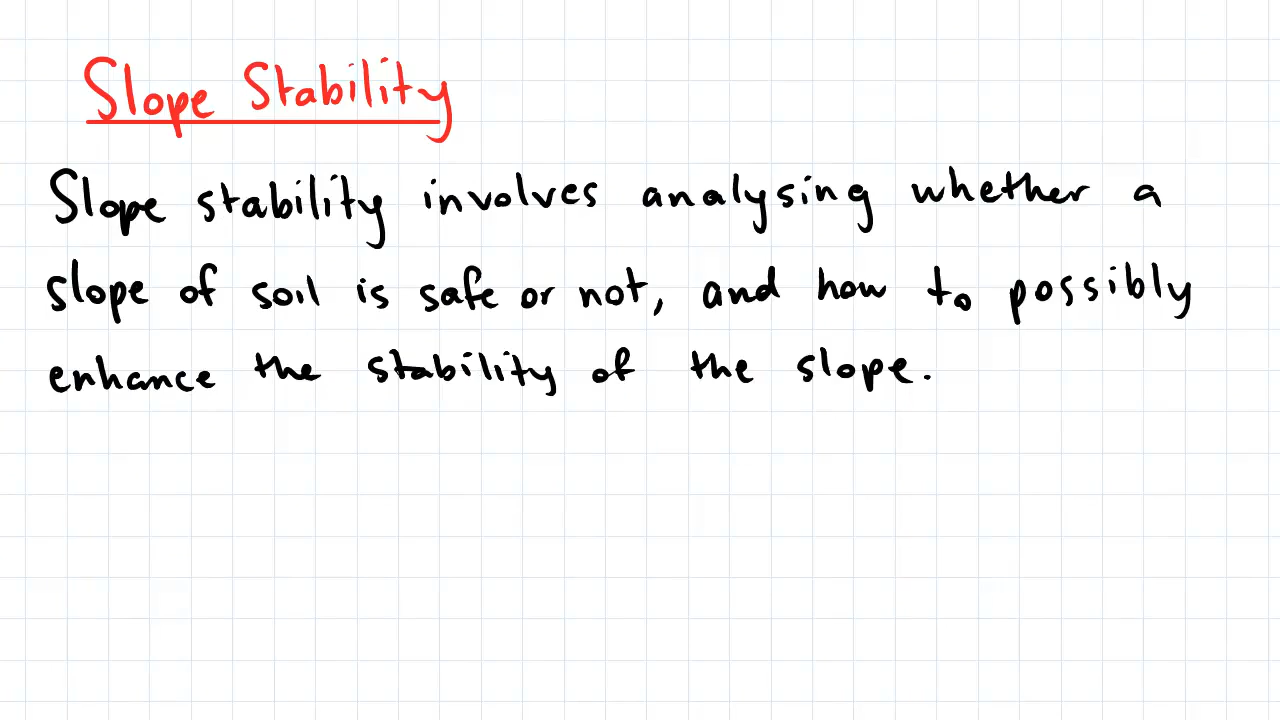 Slope Stability
Slope stability involves analysing whether a
slope of soil is safe or not, and how to possibly
enhance the stability of the slope.